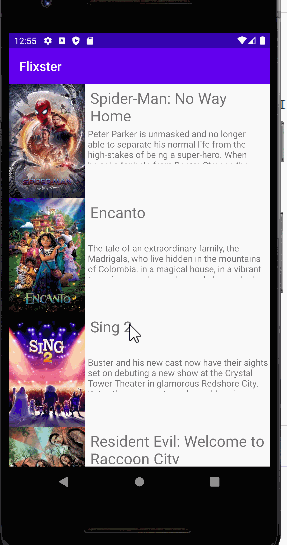 12:55
Flixster
Spider-Man: No Way
Home
Peter Parker is unmasked and no longer
able to separate his normal life from the
high-stakes of being a super-hero. When
Encanto
The tale of an extraordinary family, the
Madrigals, who live hidden in the mountains
of Colombia, in a magical house, in a vibrant
ENCANTO
Sing 2
SING
2
Buster and his new cast now have their sights
set on debuting a new show at the Crystal
Tower Theater in glamorous Redshore City.
Resident Evil: Welcome to
Raccoon City